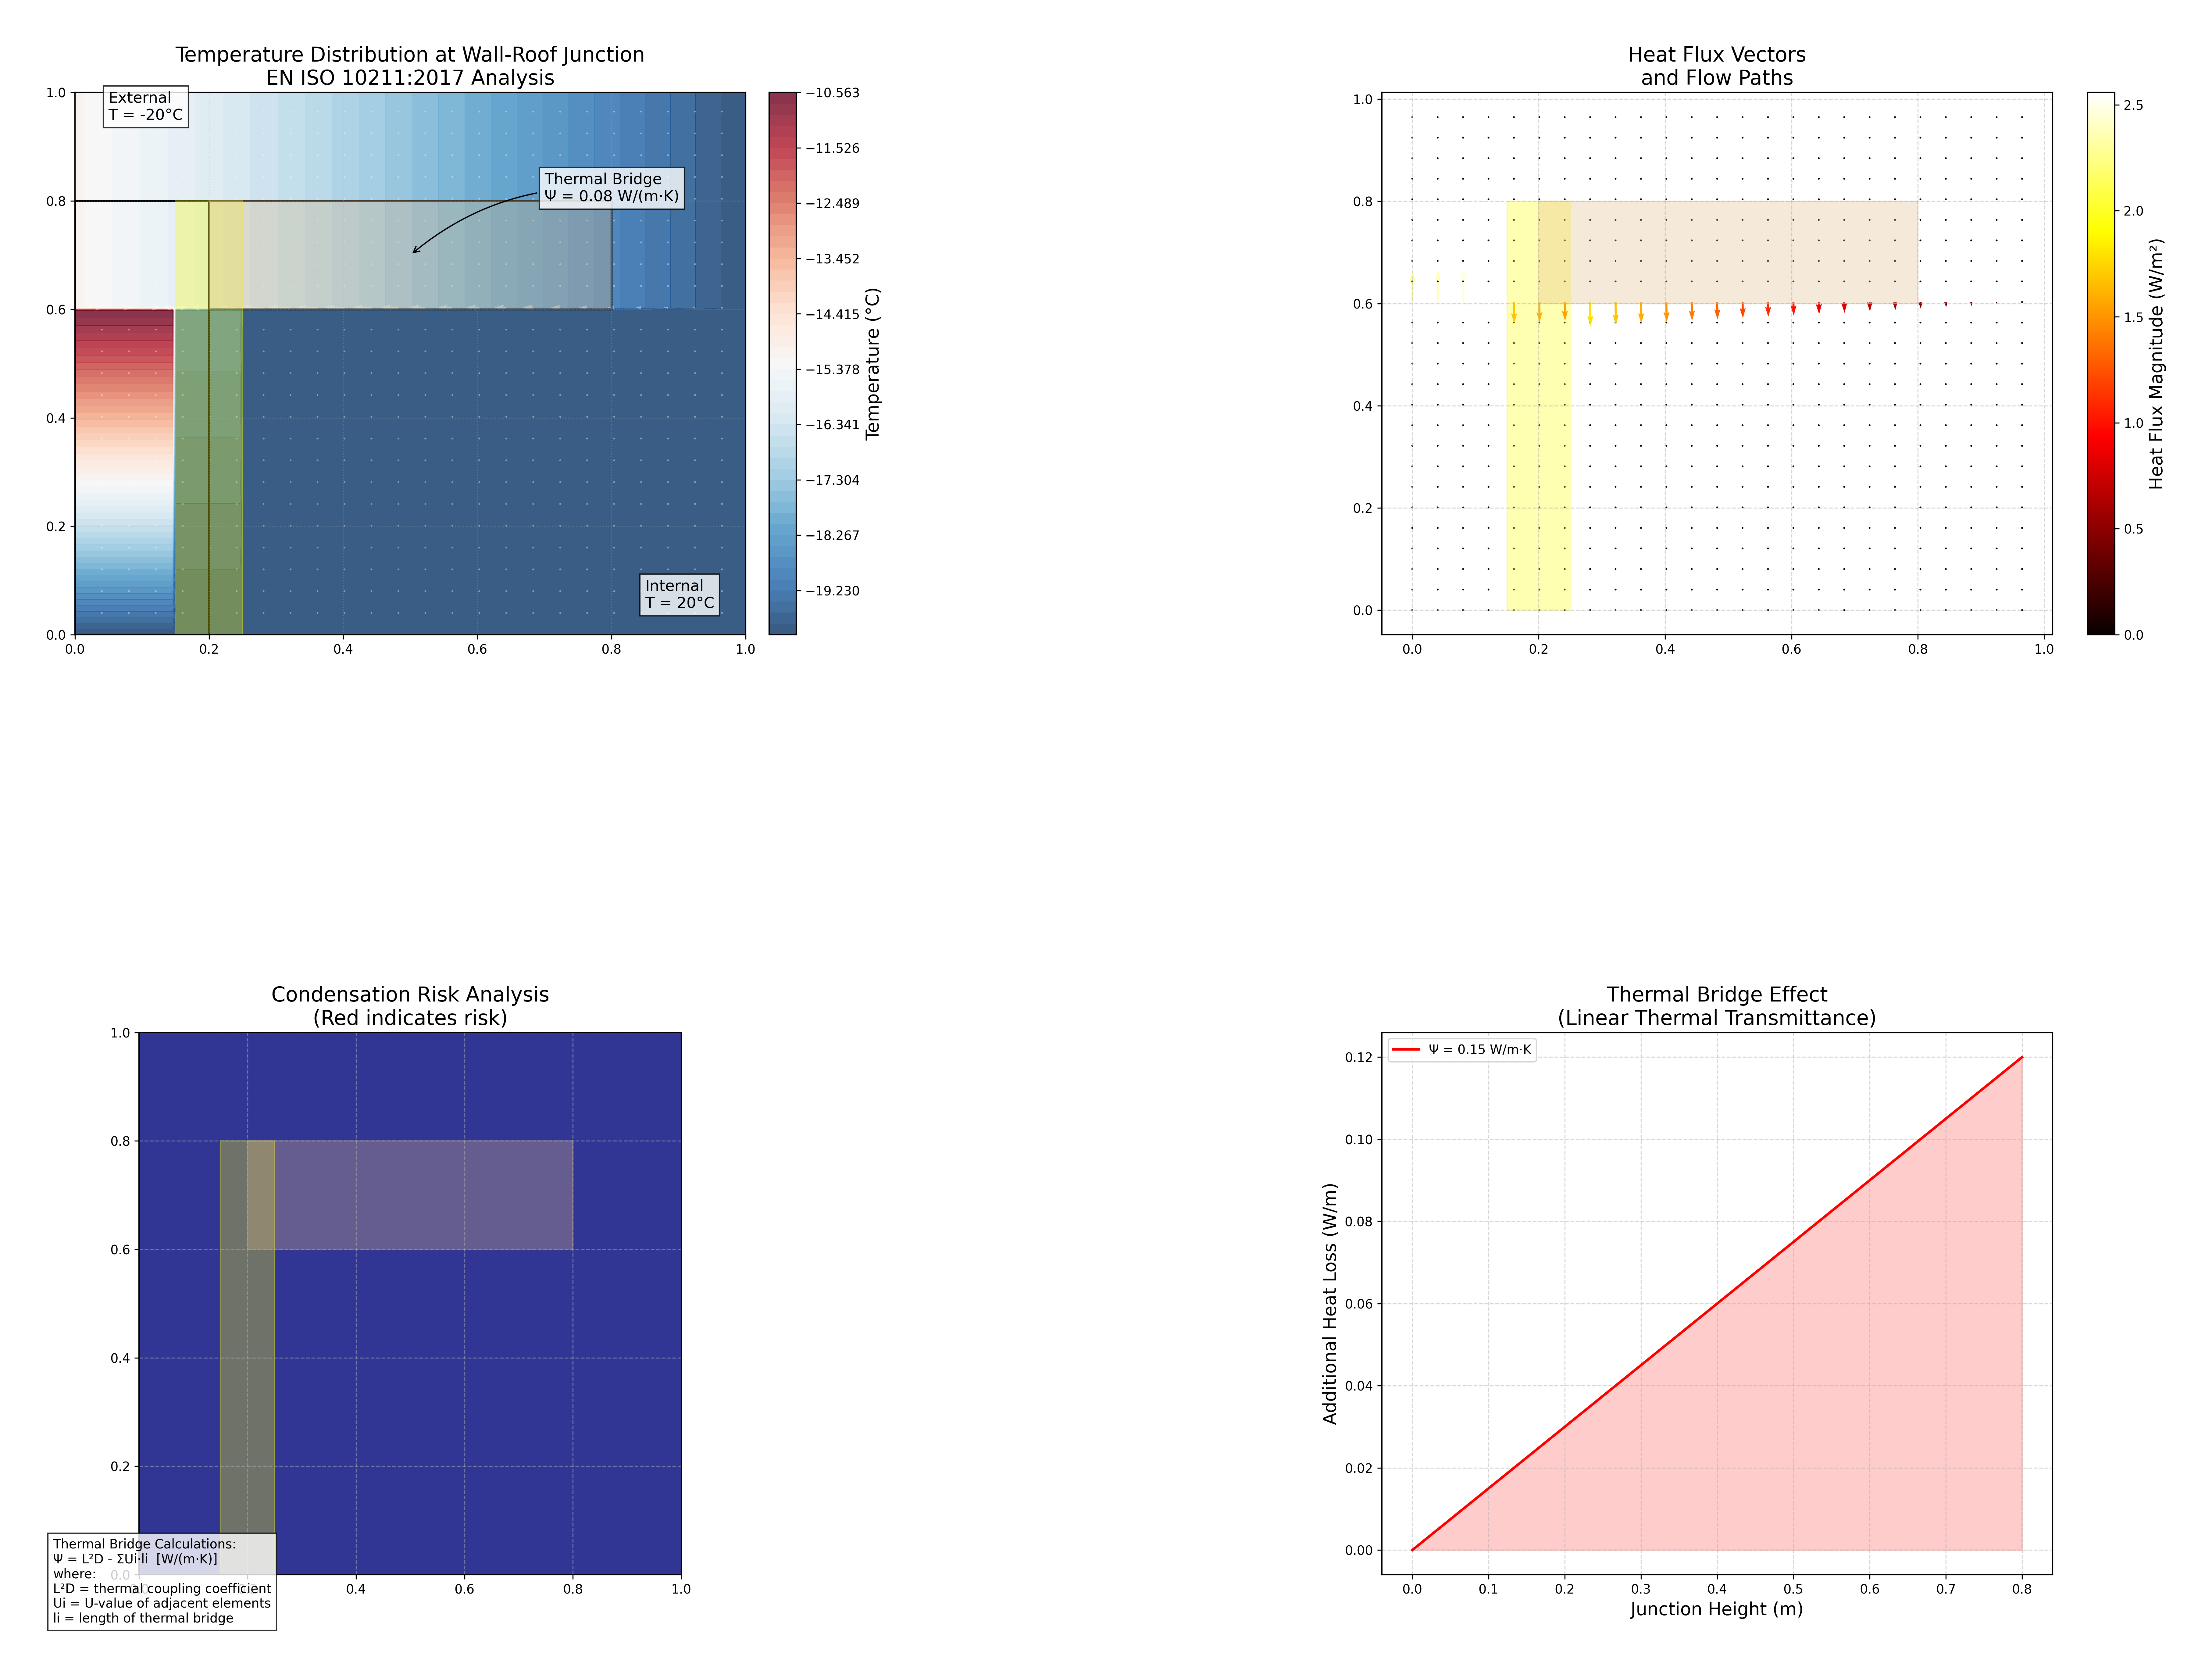 Temperature Distribution at Wall-Roof Junction
EN ISO 10211:2017 Analysis
External
T = -20°C
Thermal Bridge
Ψ = 0.08 W/(m·K)
Internal
T = 20°C
1.0
0.8
0.6
0.4
0.2
0.0
0.0 0.2 0.4 0.6 0.8 1.0
−10.563
−11.526
−12.489
−13.452
−14.415
−15.378
−16.341
−17.304
−18.267
−19.230
Temperature (°C)
Heat Flux Vectors
and Flow Paths
1.0
0.8
0.6
0.4
0.2
0.0
0.0 0.2 0.4 0.6 0.8 1.0
2.5
2.0
1.5
1.0
0.5
0.0
Heat Flux Magnitude (W/m²)
Condensation Risk Analysis
(Red indicates risk)
1.0
0.8
0.6
0.4
0.2
0.0
0.4 0.6 0.8 1.0
Thermal Bridge Calculations:
Ψ = L²D - ΣUi·li  [W/(m·K)]
where:
L²D = thermal coupling coefficient
Ui = U-value of adjacent elements
li = length of thermal bridge
Thermal Bridge Effect
(Linear Thermal Transmittance)
Ψ = 0.15 W/m·K
0.12
0.10
0.08
0.06
0.04
0.02
0.00
Additional Heat Loss (W/m)
0.0 0.1 0.2 0.3 0.4 0.5 0.6 0.7 0.8
Junction Height (m)